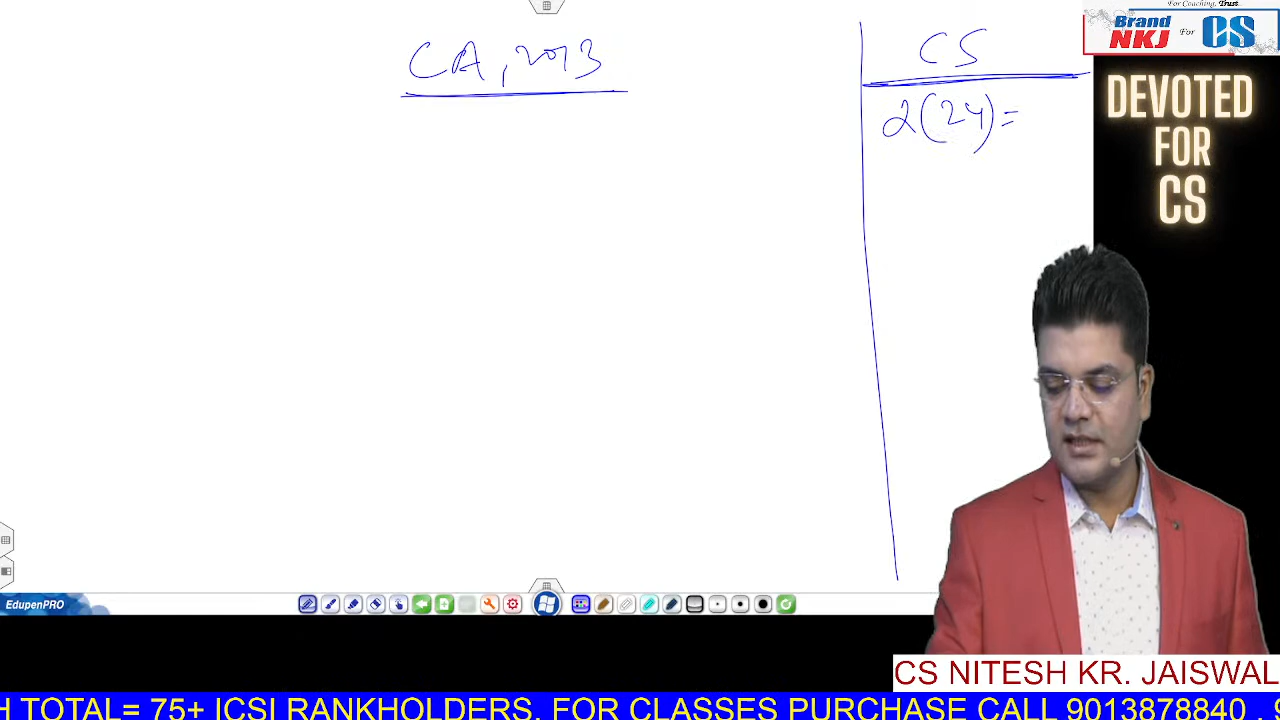 For Coaching, Trust
Brand NKJ For CS
CA, 2013
CS
2(24)=
DEVOTED
FOR
CS
EdupenPRO
CS NITESH KR. JAISWAL
H TOTAL= 75+ ICSI RANKHOLDERS. FOR CLASSES PURCHASE CALL 9013878840 ,S